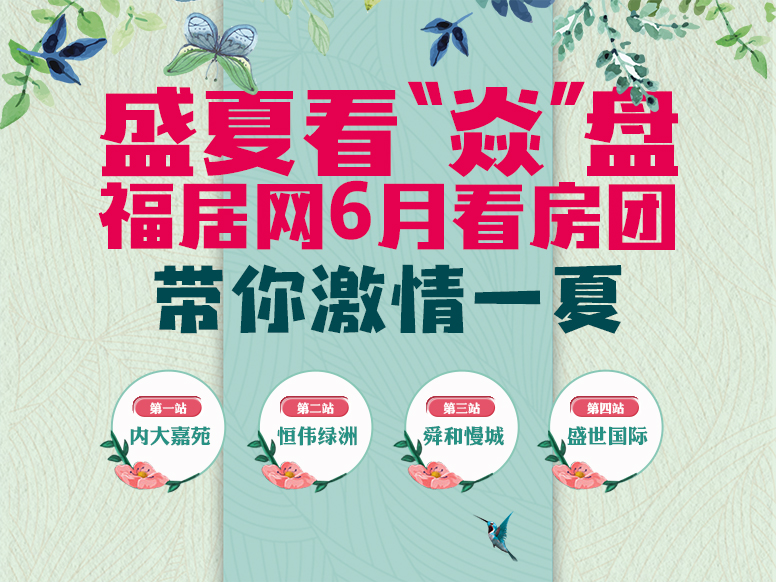 盛夏看“焱”盘
福居网6月看房团
带你激情一夏
第一站
内大嘉苑
第二站
恒伟绿洲
第三站
舜和慢城
第四站
盛世国际